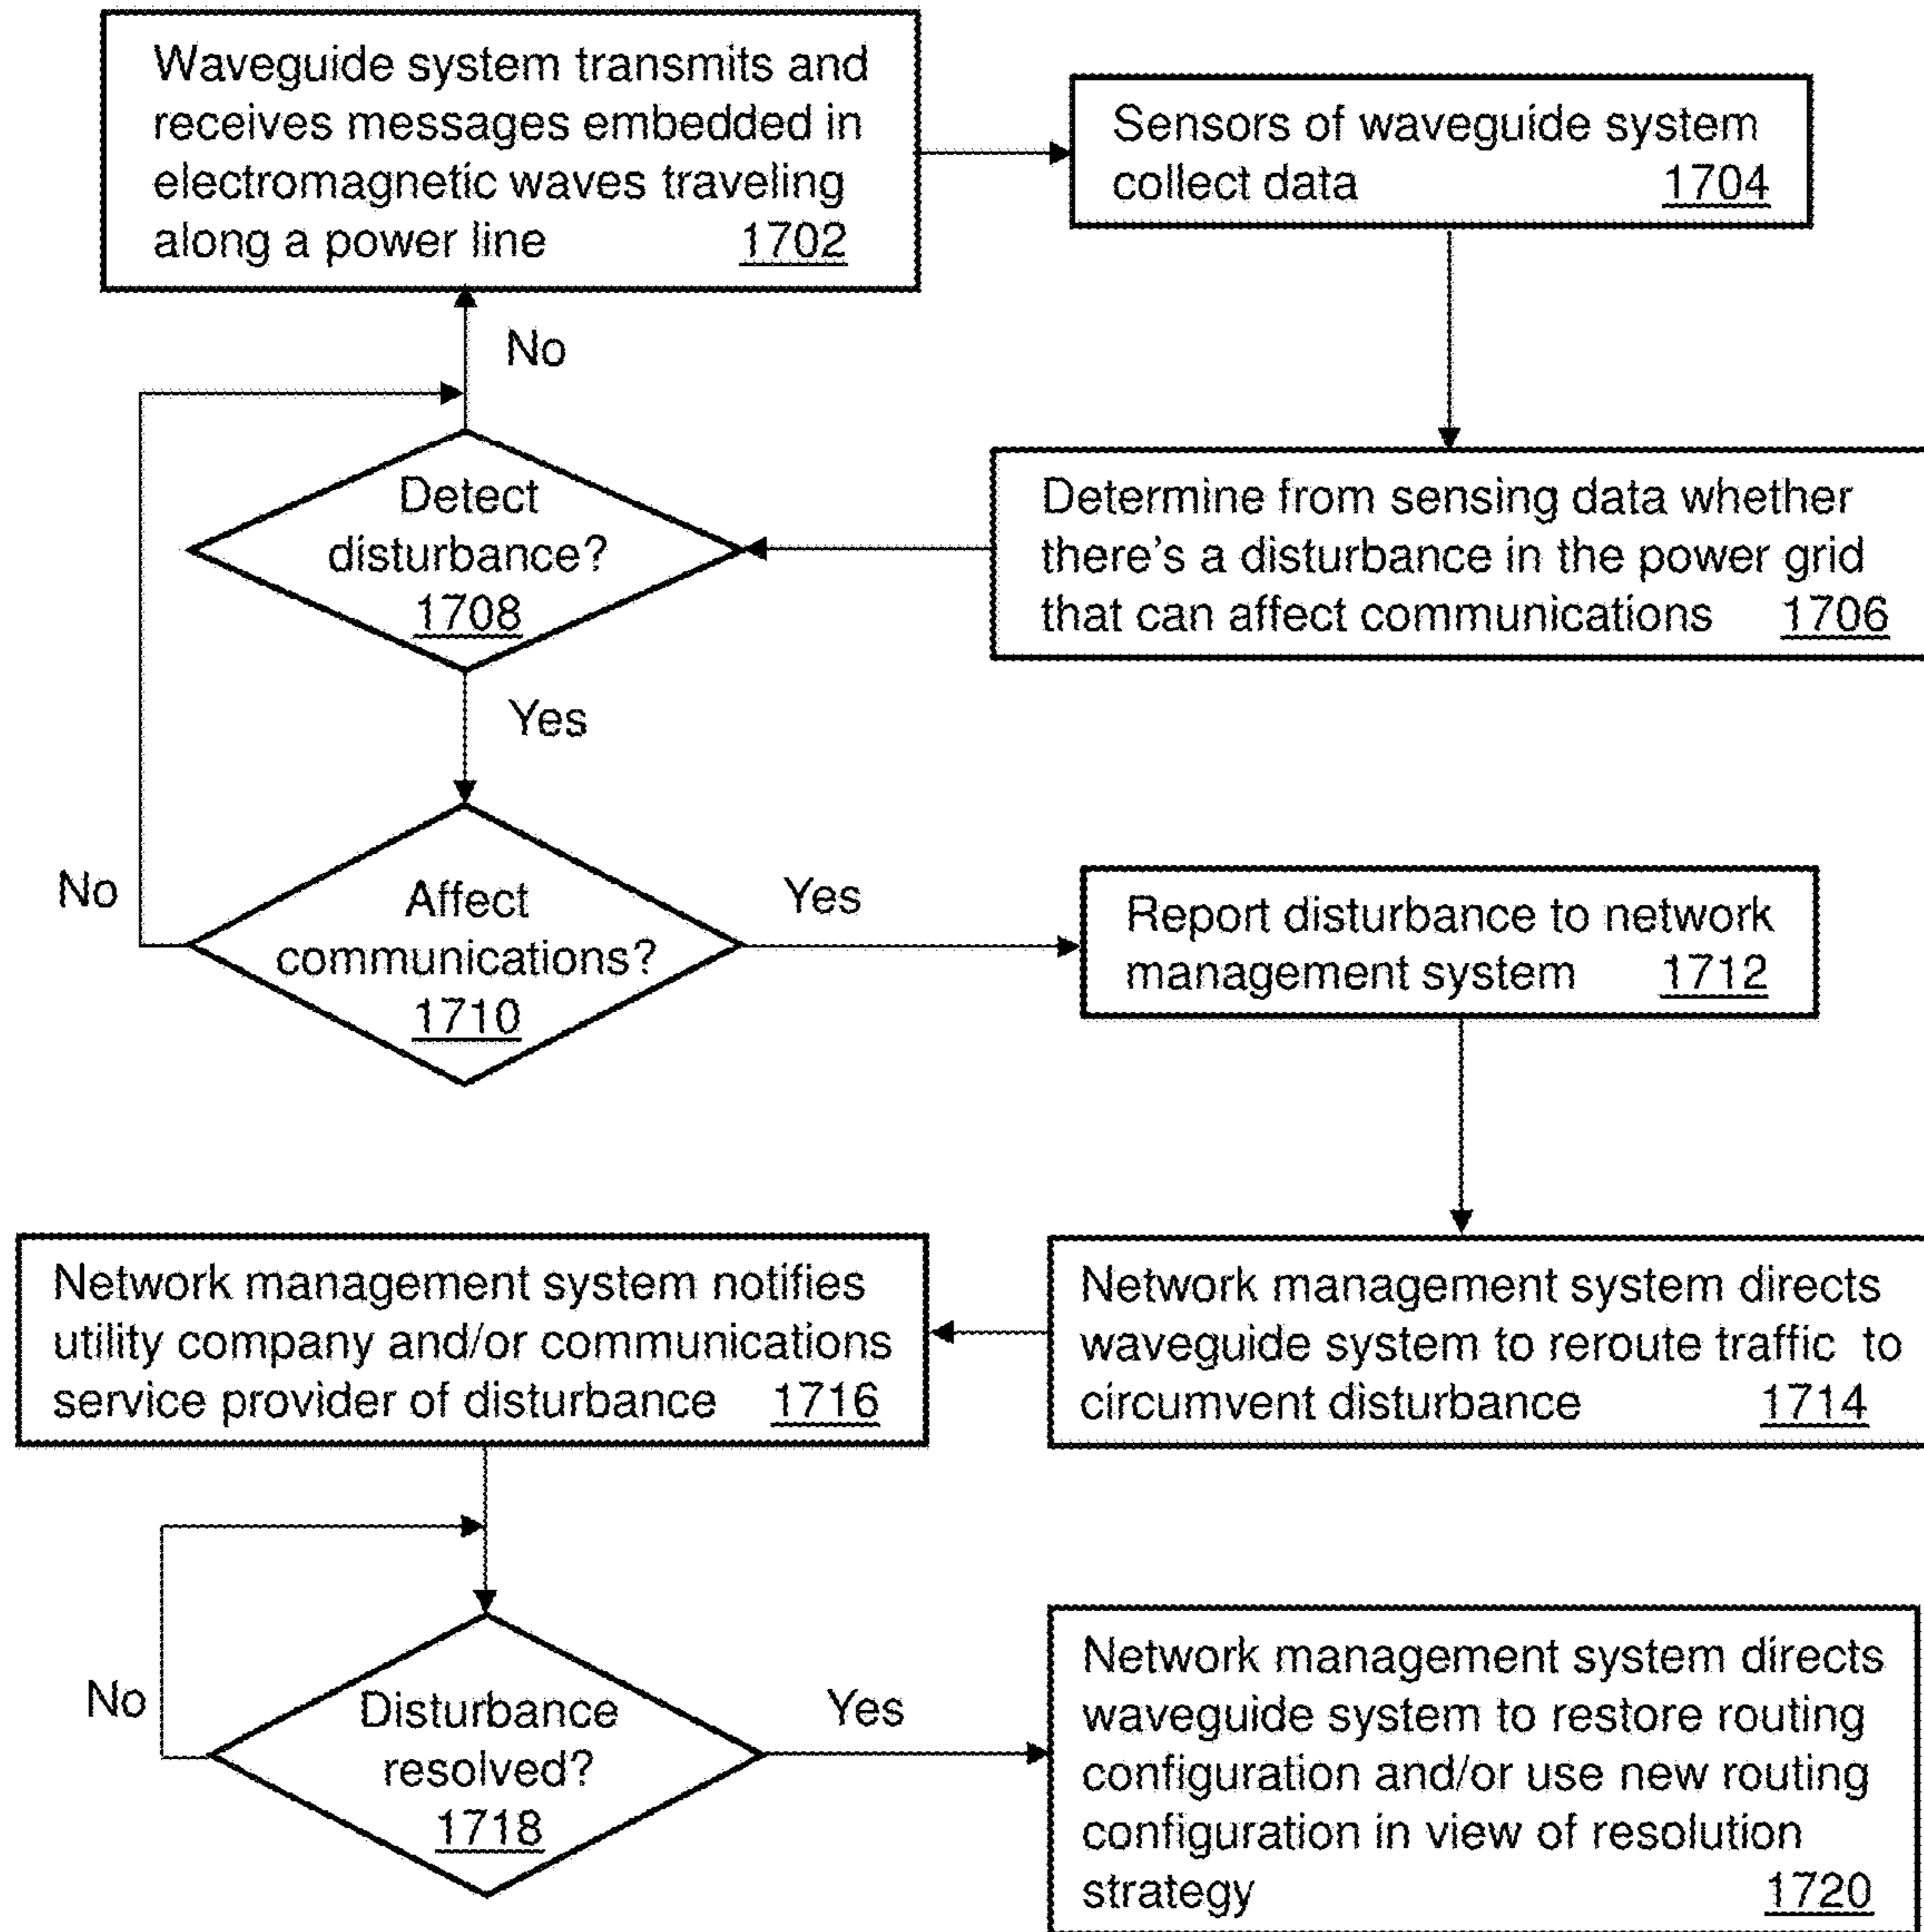 Waveguide system transmits and
receives messages embedded in
electromagnetic waves traveling
along a power line 1702
Sensors of waveguide system
collect data 1704
No
Detect
disturbance?
1708
Determine from sensing data whether
there's a disturbance in the power grid
that can affect communications 1706
Yes
No
Affect
communications?
1710
Yes
Report disturbance to network
management system 1712
Network management system notifies
utility company and/or communications
service provider of disturbance 1716
Network management system directs
waveguide system to reroute traffic to
circumvent disturbance 1714
No
Disturbance
resolved?
1718
Yes
Network management system directs
waveguide system to restore routing
configuration and/or use new routing
configuration in view of resolution
strategy 1720